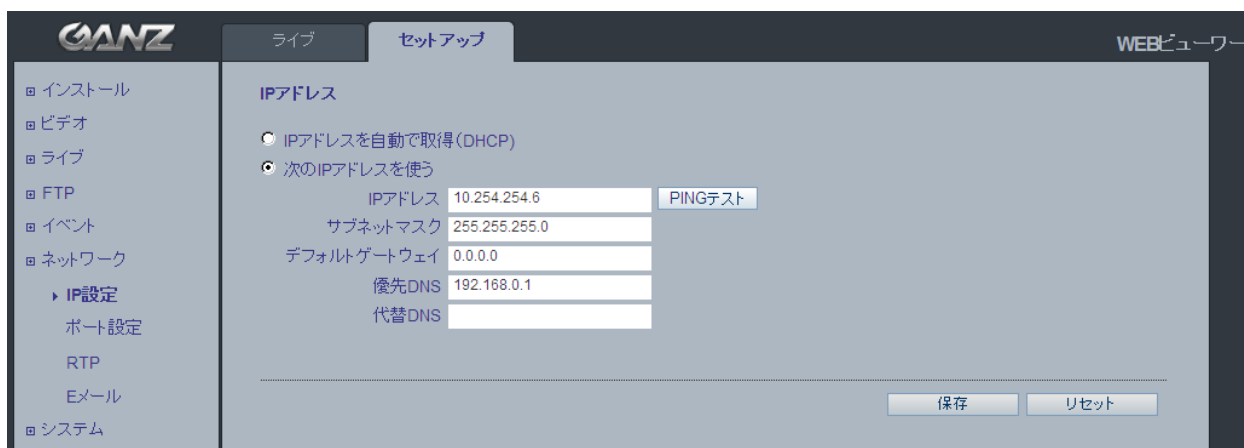 GANZ
ライブ
セットアップ
WEBビューワー
インストール
ビデオ
ライブ
FTP
イベント
ネットワーク
IP設定
ポート設定
RTP
Eメール
システム
IPアドレス
IPアドレスを自動で取得(DHCP)
次のIPアドレスを使う
IPアドレス 10.254.254.6 PINGテスト
サブネットマスク 255.255.255.0
デフォルトゲートウェイ 0.0.0.0
優先DNS 192.168.0.1
代替DNS
保存 リセット